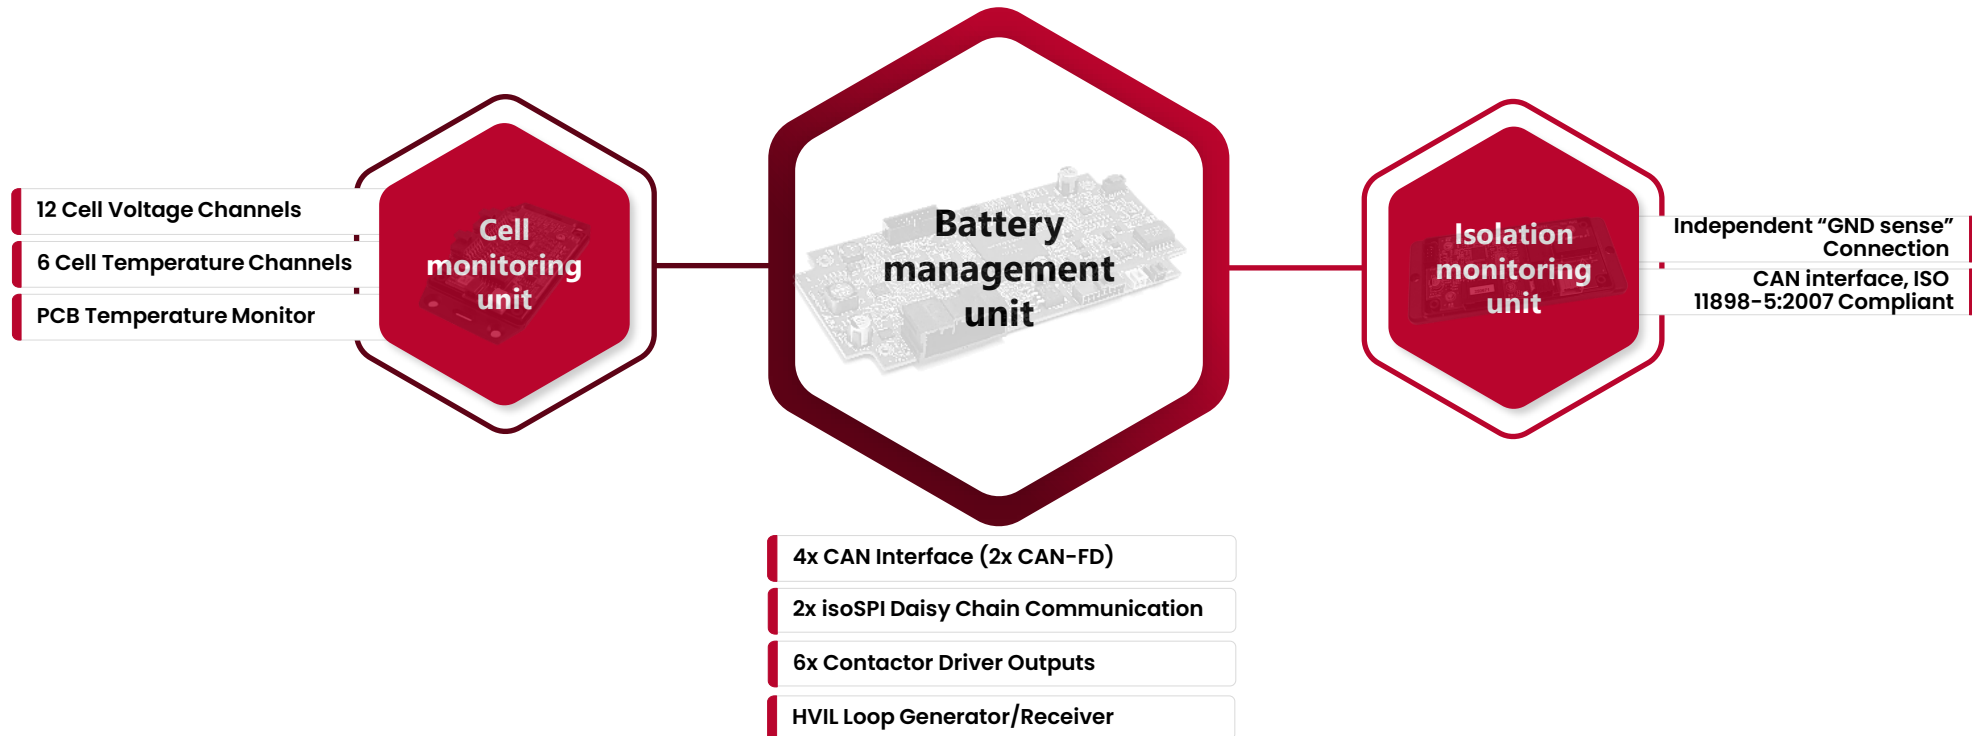 12 Cell Voltage Channels
6 Cell Temperature Channels
PCB Temperature Monitor
Cell
monitoring
unit
Battery
management
unit
Isolation
monitoring
unit
Independent “GND sense”
Connection
CAN interface, ISO
11898-5:2007 Compliant
4x CAN Interface (2x CAN-FD)
2x isoSPI Daisy Chain Communication
6x Contactor Driver Outputs
HVIL Loop Generator/Receiver